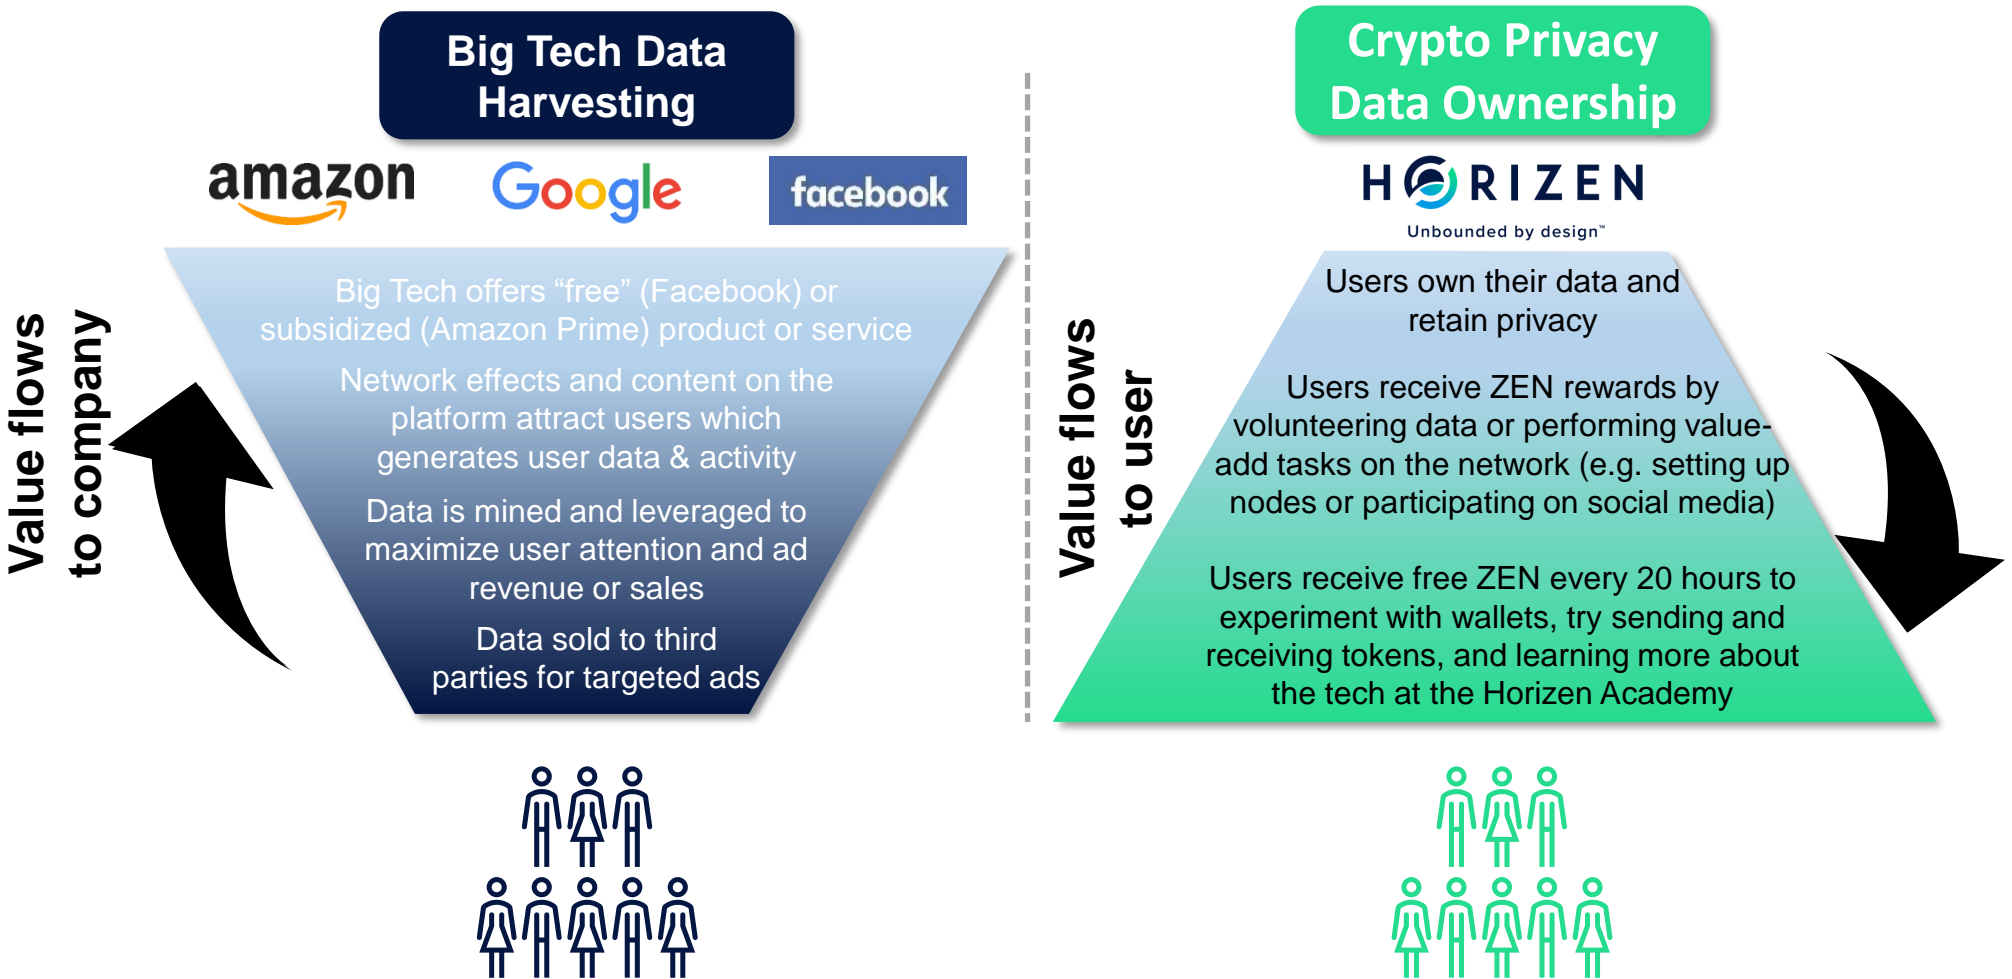 Big Tech Data
Harvesting
amazon
Google
facebook
Value flows
to company
Big Tech offers “free” (Facebook) or
subsidized (Amazon Prime) product or service
Network effects and content on the
platform attract users which
generates user data & activity
Data is mined and leveraged to
maximize user attention and ad
revenue or sales
Data sold to third
parties for targeted ads
Crypto Privacy
Data Ownership
HORIZEN
Unbounded by design™
Value flows
to user
Users own their data and
retain privacy
Users receive ZEN rewards by
volunteering data or performing value-
add tasks on the network (e.g. setting up
nodes or participating on social media)
Users receive free ZEN every 20 hours to
experiment with wallets, try sending and
receiving tokens, and learning more about
the tech at the Horizen Academy